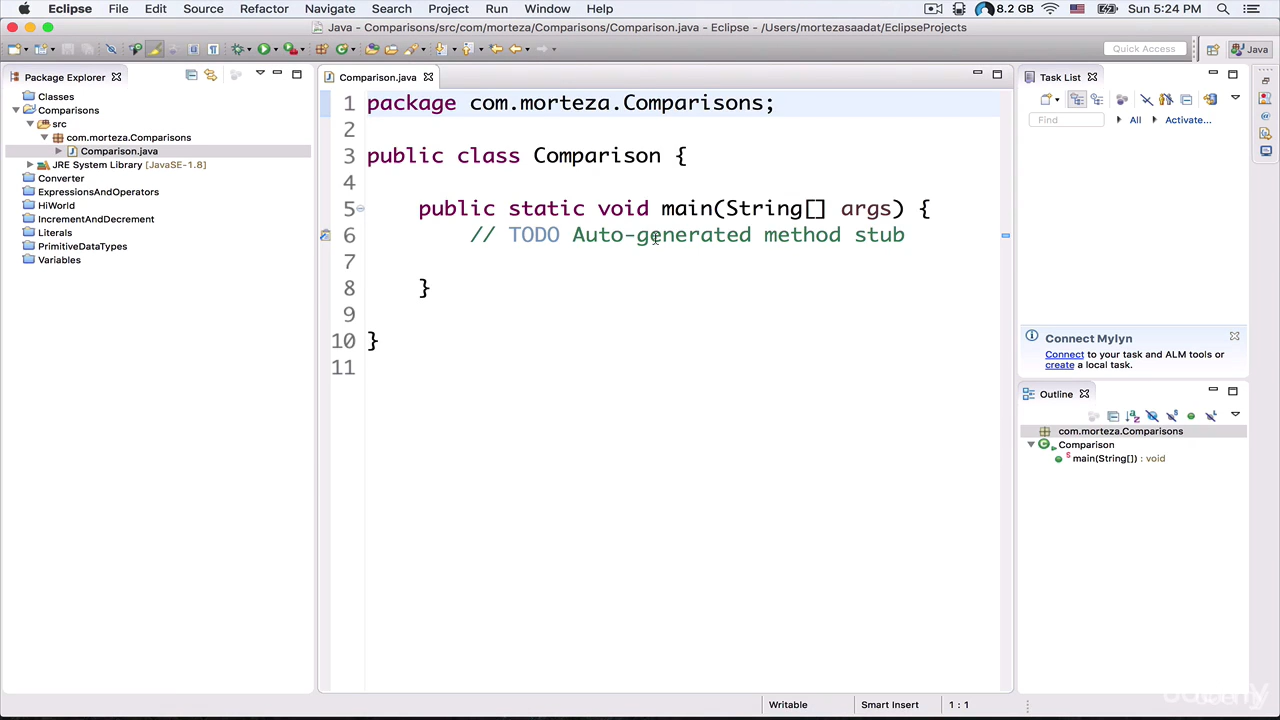 Eclipse File Edit Source Refactor Navigate Search Project Run Window Help 8.2 GB Sun 5:24 PM
Java - Comparisons/src/com/morteza/Comparisons/Comparison.java - Eclipse - /Users/mortezasaadat/EclipseProjects
Quick Access Java
Package Explorer
Classes
Comparisons
src
com.morteza.Comparisons
Comparison.java
JRE System Library [JavaSE-1.8]
Converter
ExpressionsAndOperators
HiWorld
IncrementAndDecrement
Literals
PrimitiveDataTypes
Variables
Comparison.java
1 package com.morteza.Comparisons;
2
3 public class Comparison {
4
5 public static void main(String[] args) {
6 // TODO Auto-generated method stub
7
8 }
9
10 }
11
Task List
Find All Activate...
Connect Mylyn
Connect to your task and ALM tools or
create a local task.
Outline
com.morteza.Comparisons
Comparison
main(String[]) : void
Writable Smart Insert 1 : 1